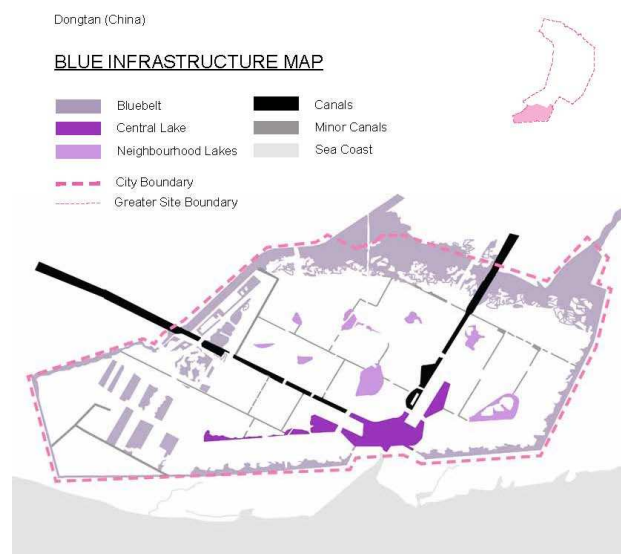 Dongtan (China)
BLUE INFRASTRUCTURE MAP
Bluebelt
Central Lake
Neighbourhood Lakes
Canals
Minor Canals
Sea Coast
City Boundary
Greater Site Boundary